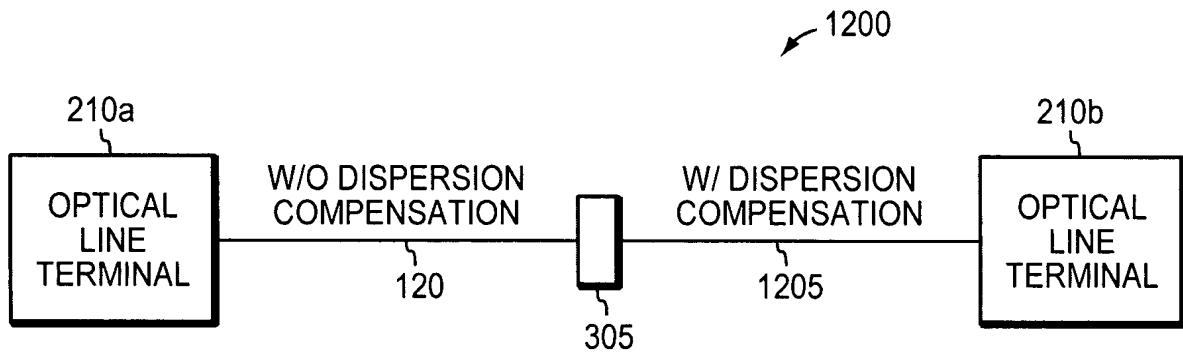 1200
210a
210b
OPTICAL
LINE
TERMINAL
W/O DISPERSION
COMPENSATION
W/ DISPERSION
COMPENSATION
OPTICAL
LINE
TERMINAL
120
1205
305